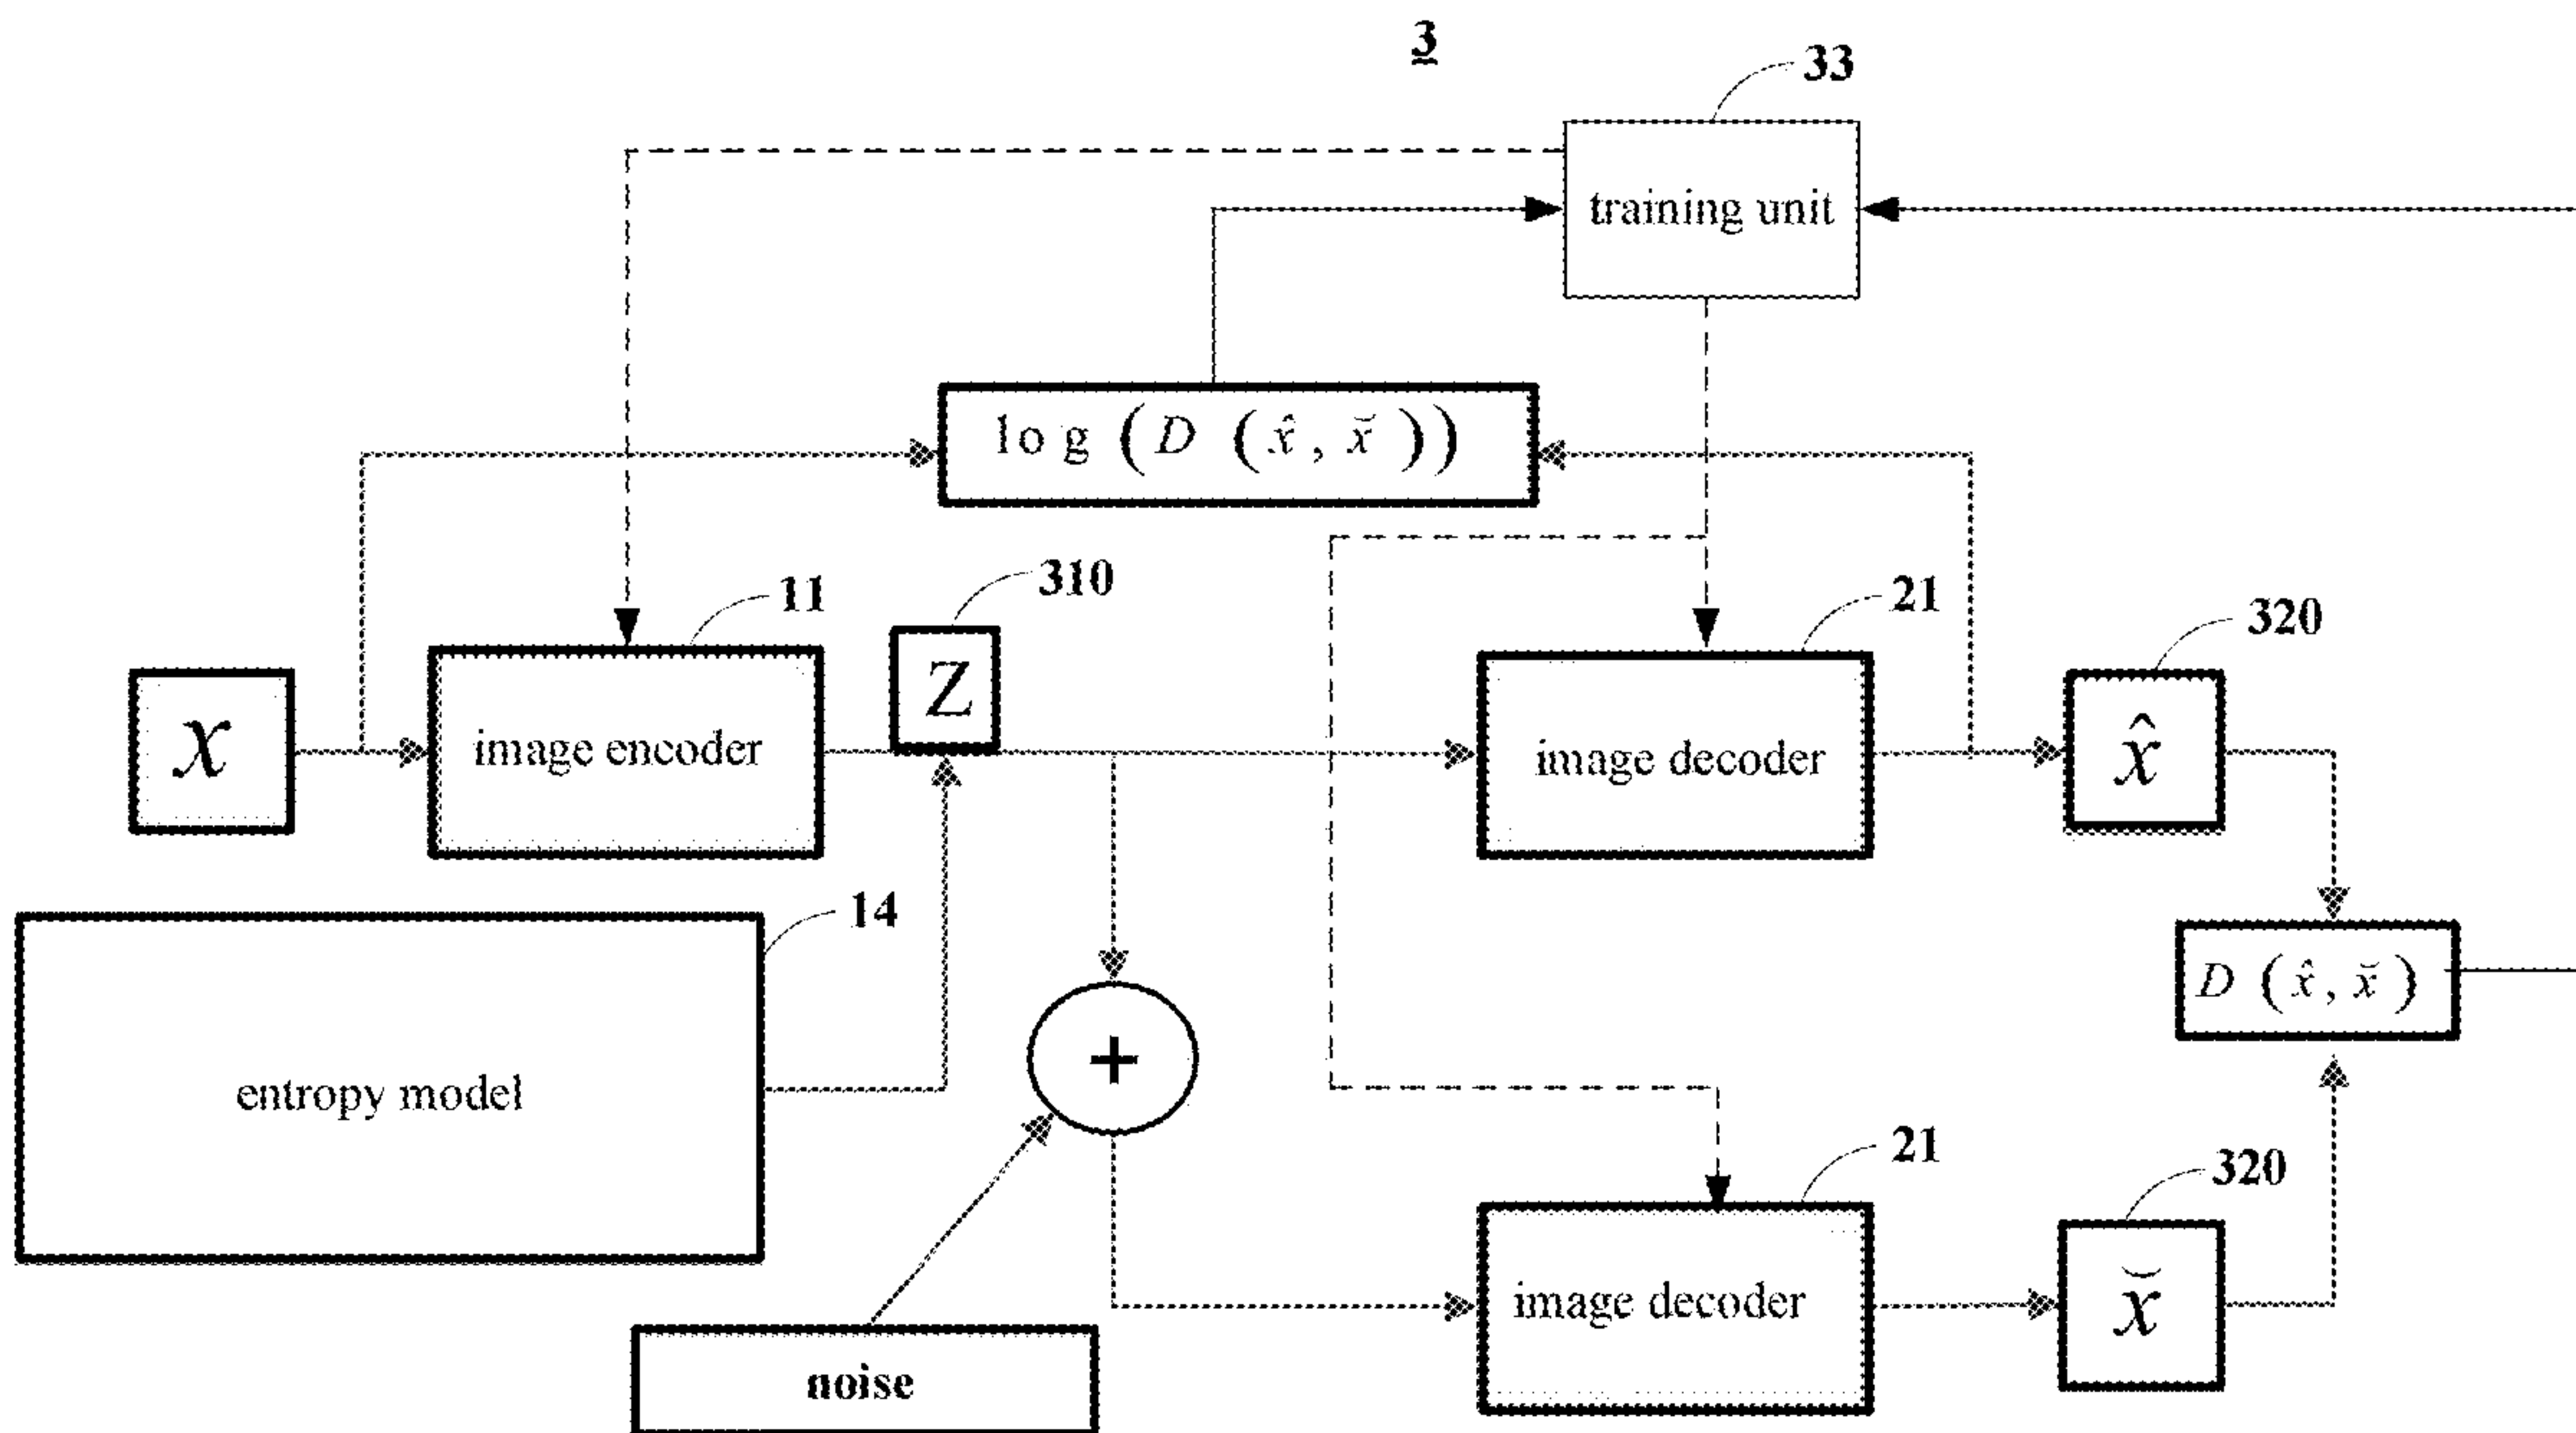 3
33
training unit
log (D (x̂, x̆))
310
11
21
320
Z
x
image encoder
image decoder
x̂
14
D (x̂, x̆)
+
entropy model
21
320
image decoder
x̆
noise